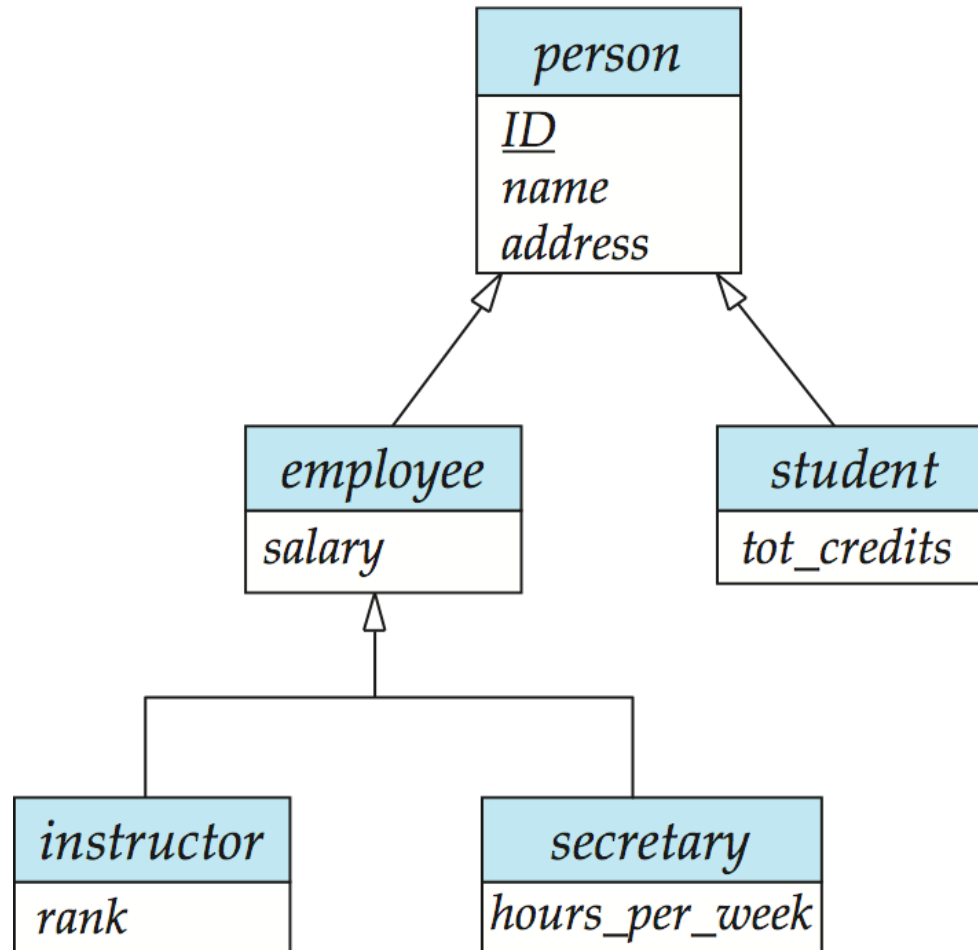 person
ID
name
address
employee
salary
student
tot_credits
instructor
rank
secretary
hours_per_week